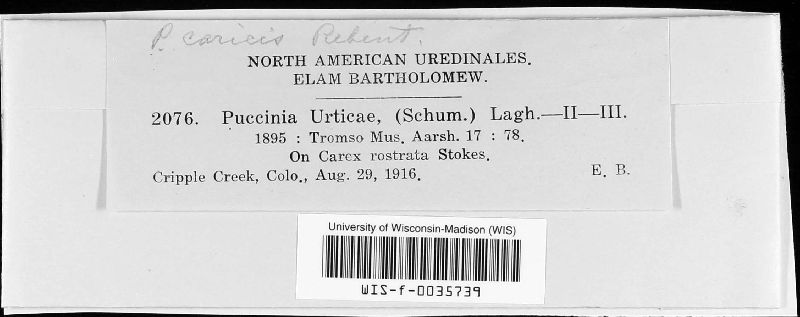 P. caricis Rebent.
NORTH AMERICAN UREDINALES.
ELAM BARTHOLOMEW.
2076. Puccinia Urticae, (Schum.) Lagh.—II—III.
1895 : Tromso Mus. Aarsh. 17 : 78.
On Carex rostrata Stokes.
Cripple Creek, Colo., Aug. 29, 1916. E. B.
University of Wisconsin-Madison (WIS)
WIS-f-0035739